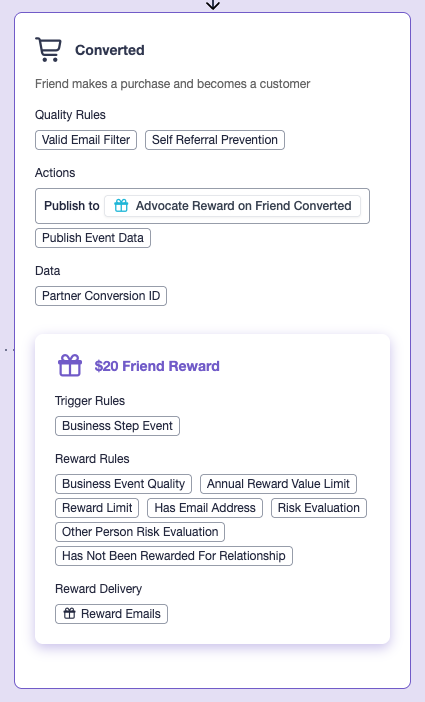 Converted
Friend makes a purchase and becomes a customer
Quality Rules
Valid Email Filter Self Referral Prevention
Actions
Publish to Advocate Reward on Friend Converted
Publish Event Data
Data
Partner Conversion ID
$20 Friend Reward
Trigger Rules
Business Step Event
Reward Rules
Business Event Quality Annual Reward Value Limit
Reward Limit Has Email Address Risk Evaluation
Other Person Risk Evaluation
Has Not Been Rewarded For Relationship
Reward Delivery
Reward Emails